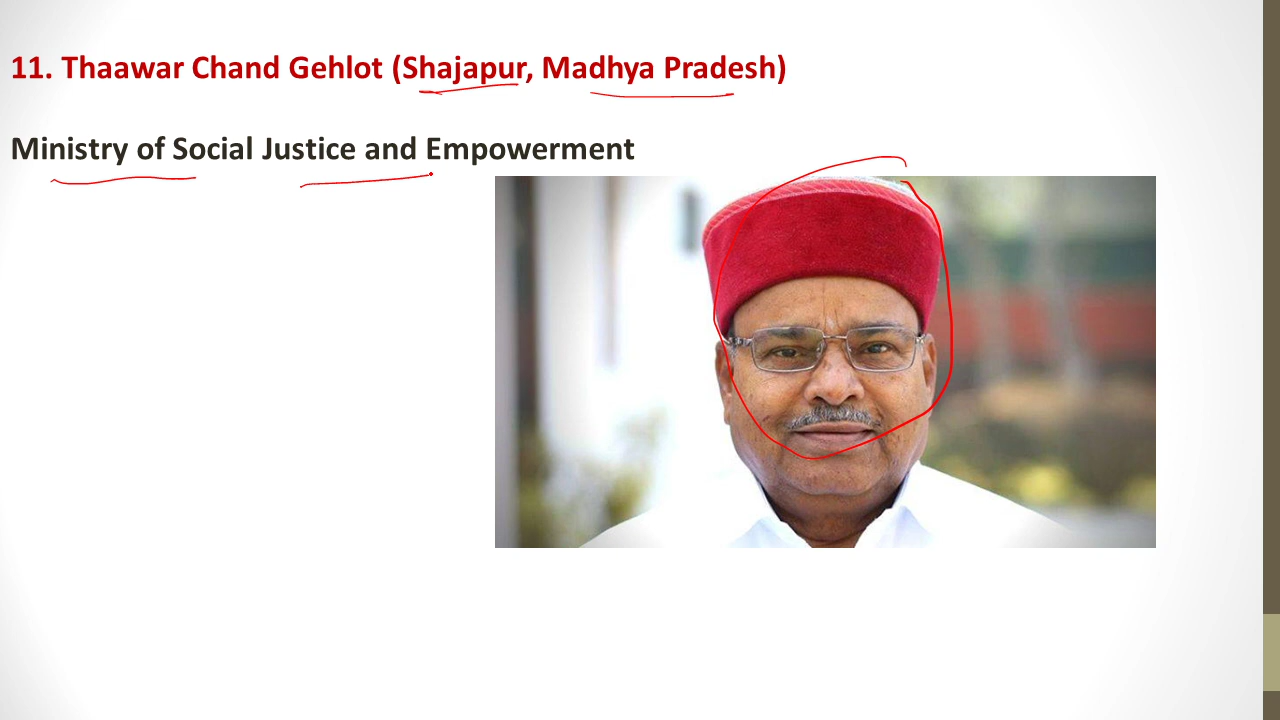 11. Thaawar Chand Gehlot (Shajapur, Madhya Pradesh)
Ministry of Social Justice and Empowerment